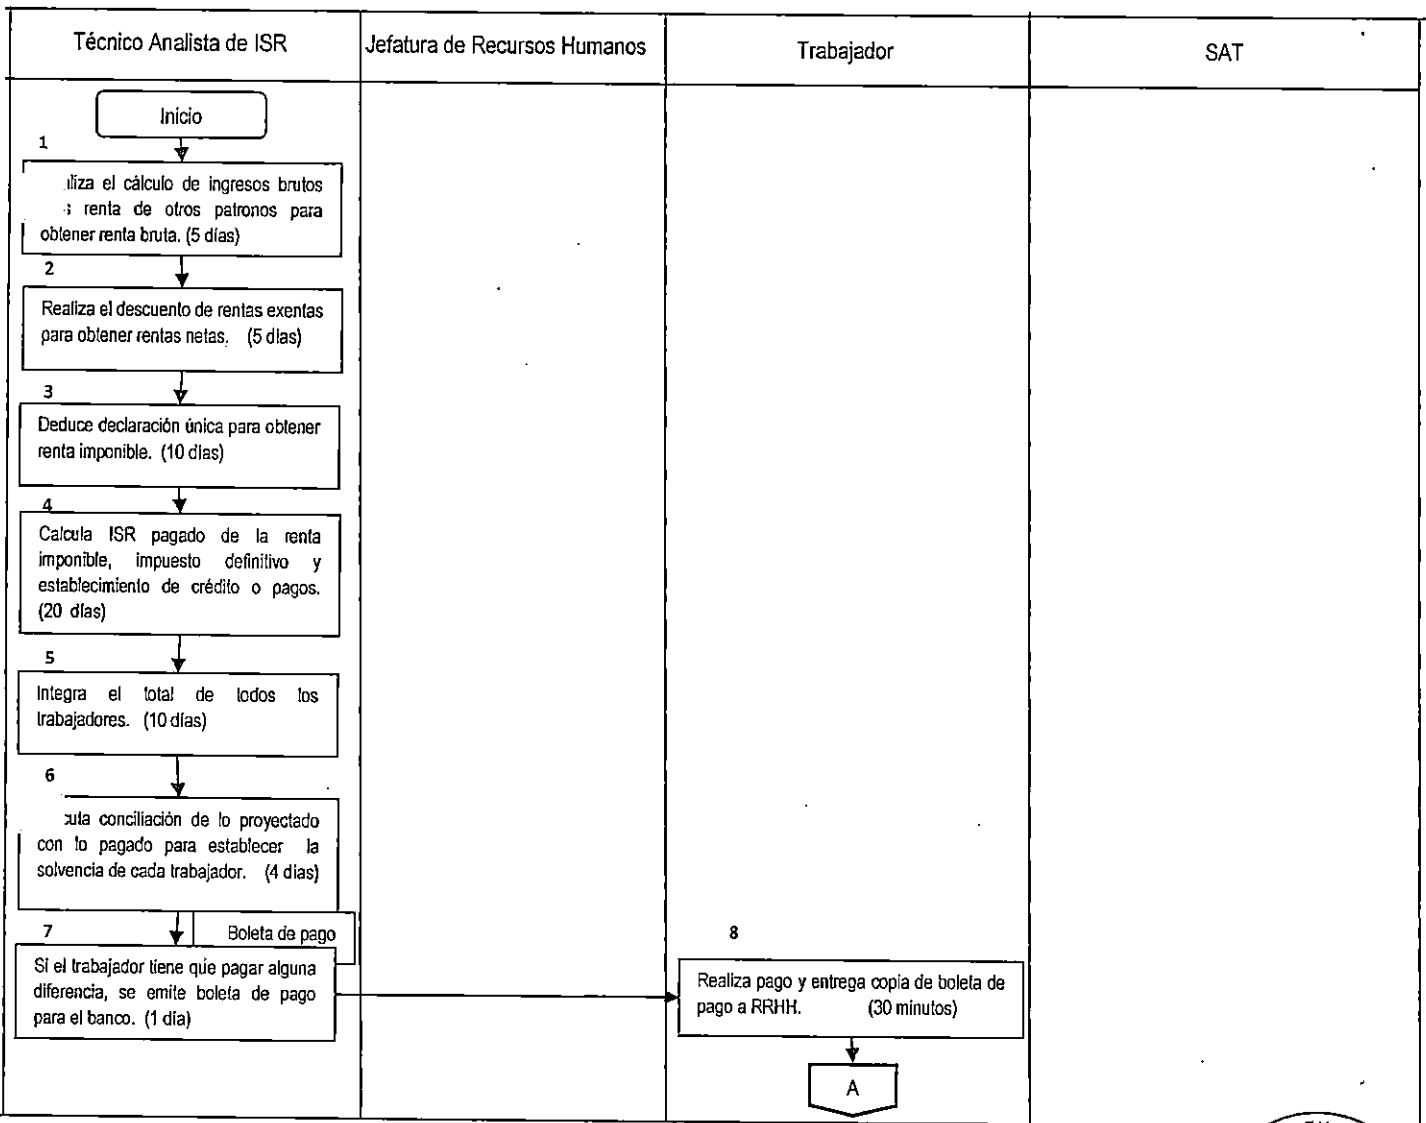 Técnico Analista de ISR
Jefatura de Recursos Humanos
Trabajador
SAT
Inicio
1
el cálculo de ingresos brutos
renta de otros patronos para
obtener renta bruta. (5 días)
2
Realiza el descuento de rentas exentas
para obtener rentas netas. (5 días)
3
Deduce declaración única para obtener
renta imponible. (10 días)
4
Calcula ISR pagado de la renta
imponible, impuesto definitivo y
establecimiento de crédito o pagos.
(20 días)
5
Integra el total de todos los
trabajadores. (10 días)
6
conciliación de lo proyectado
con lo pagado para establecer la
solvencia de cada trabajador. (4 días)
Boleta de pago
7
Si el trabajador tiene que pagar alguna
diferencia, se emite boleta de pago
para el banco. (1 día)
8
Realiza pago y entrega copia de boleta de
pago a RRHH. (30 minutos)
A